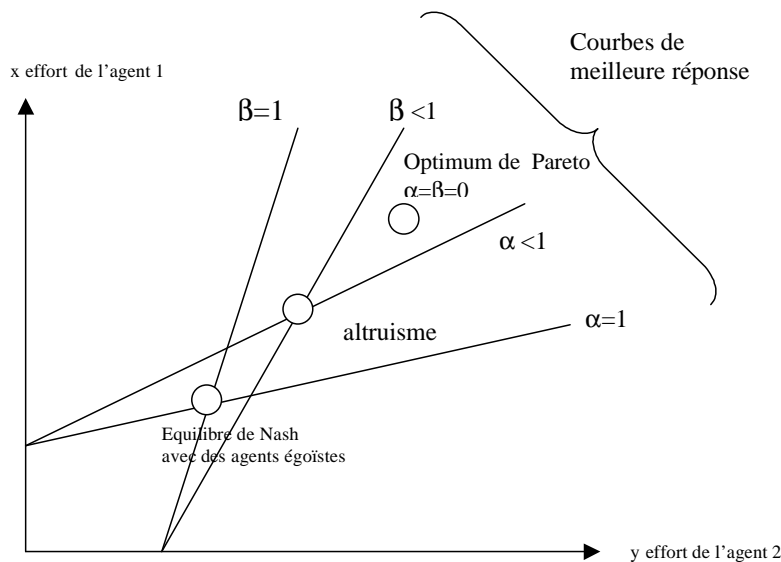 Courbes de
meilleure réponse
x effort de l'agent 1
β=1
β <1
Optimum de Pareto
α=β=0
α <1
α=1
altruisme
Equilibre de Nash
avec des agents égoïstes
y effort de l'agent 2